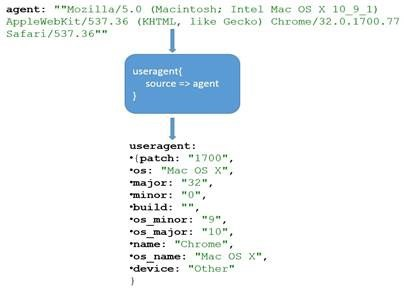 agent: ""Mozilla/5.0 (Macintosh; Intel Mac OS X 10_9_1)
AppleWebKit/537.36 (KHTML, like Gecko) Chrome/32.0.1700.77
Safari/537.36""
useragent{
source => agent
}
useragent:
•{patch: "1700",
•os: "Mac OS X",
•major: "32",
•minor: "0",
•build: "",
•os_minor: "9",
•os_major: "10",
•name: "Chrome",
•os_name: "Mac OS X",
•device: "Other"
}